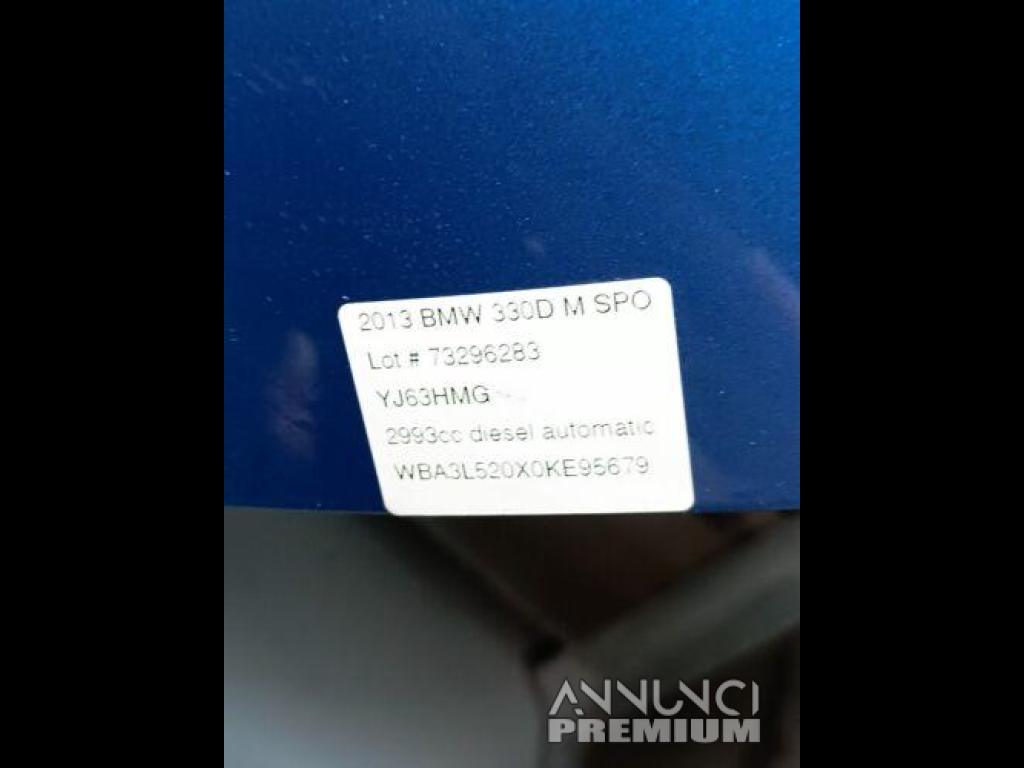 2013 BMW 330D M SPO
Lot # 73296283
YJ63HMG
2993cc diesel automatic
WBA3L520X0KE95679
ANNUNCI
PREMIUM